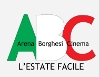 ABC
Arena Borghesi Cinema
L'ESTATE FACILE